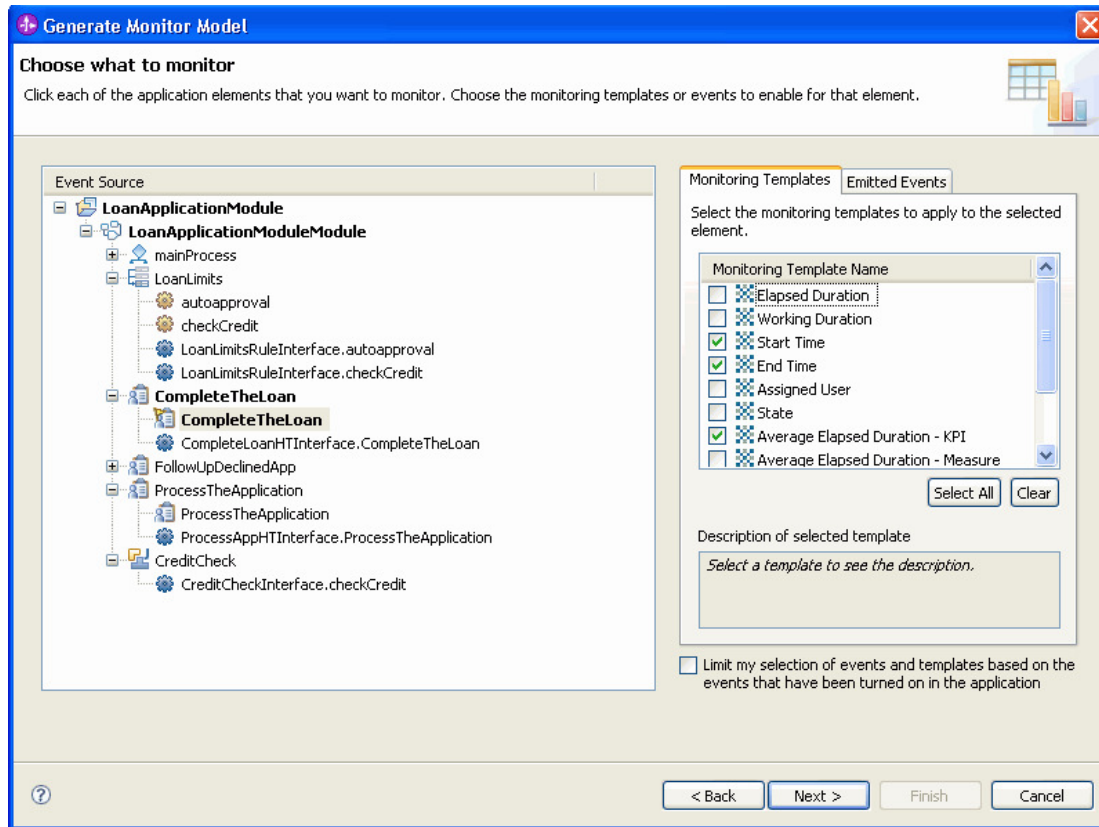 Generate Monitor Model
Choose what to monitor
Click each of the application elements that you want to monitor. Choose the monitoring templates or events to enable for that element.
Event Source
LoanApplicationModule
LoanApplicationModuleModule
mainProcess
LoanLimits
autoapproval
checkCredit
LoanLimitsRuleInterface.autoapproval
LoanLimitsRuleInterface.checkCredit
CompleteTheLoan
CompleteTheLoan
CompleteLoanHTInterface.CompleteTheLoan
FollowUpDeclinedApp
ProcessTheApplication
ProcessTheApplication
ProcessAppHTInterface.ProcessTheApplication
CreditCheck
CreditCheckInterface.checkCredit
Monitoring Templates
Emitted Events
Select the monitoring templates to apply to the selected
element.
Monitoring Template Name
Elapsed Duration
Working Duration
Start Time
End Time
Assigned User
State
Average Elapsed Duration - KPI
Average Elapsed Duration - Measure
Select All
Clear
Description of selected template
Select a template to see the description.
Limit my selection of events and templates based on the
events that have been turned on in the application
?
< Back
Next >
Finish
Cancel